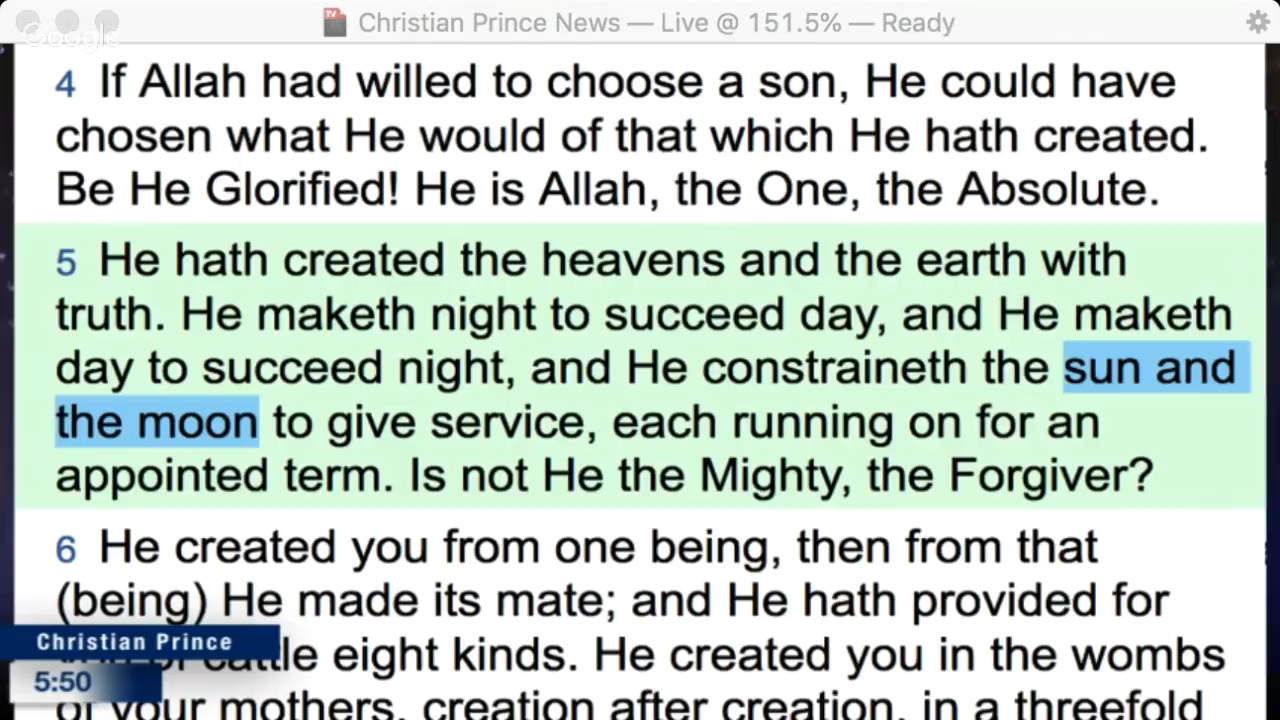 Christian Prince News — Live @ 151.5% — Ready
Google
4 If Allah had willed to choose a son, He could have
chosen what He would of that which He hath created.
Be He Glorified! He is Allah, the One, the Absolute.
5 He hath created the heavens and the earth with
truth. He maketh night to succeed day, and He maketh
day to succeed night, and He constraineth the sun and
the moon to give service, each running on for an
appointed term. Is not He the Mighty, the Forgiver?
6 He created you from one being, then from that
(being) He made its mate; and He hath provided for
Christian Prince
cattle eight kinds. He created you in the wombs
5:50
of your mothers, creation after creation, in a threefold